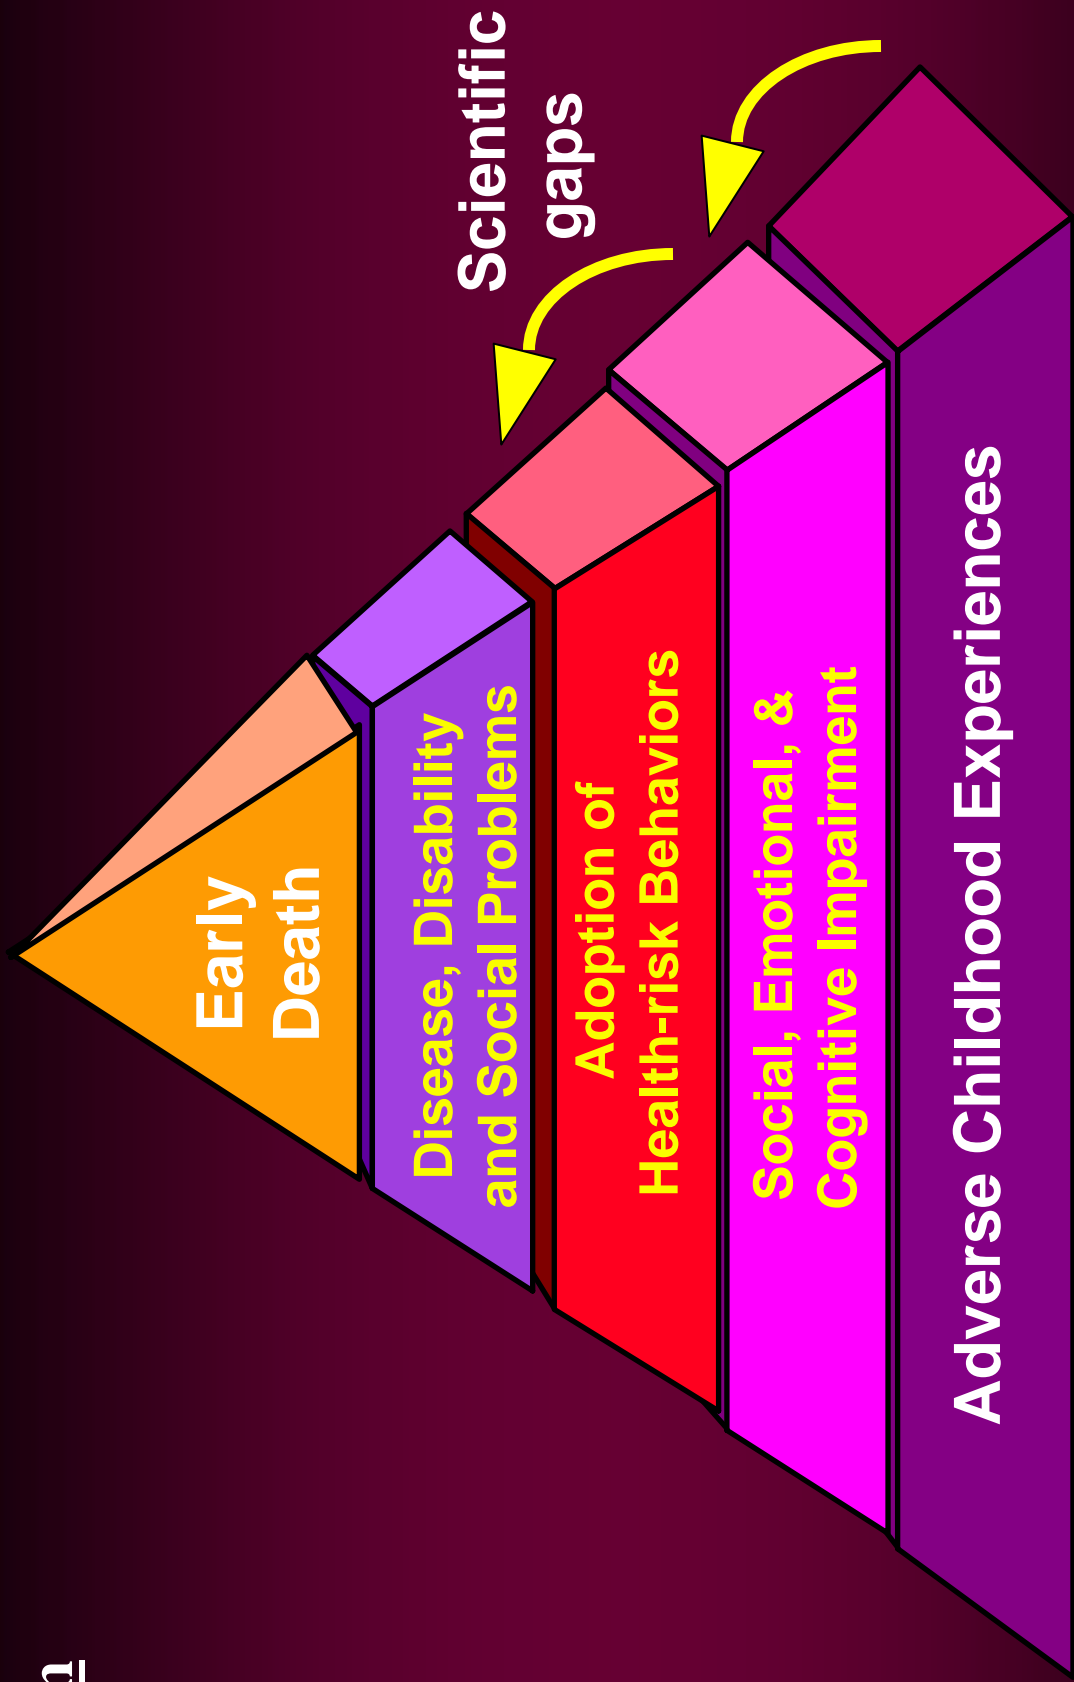 Scientific
gaps
Early
Death
Disease, Disability
and Social Problems
Adoption of
Health-risk Behaviors
Social, Emotional, &
Cognitive Impairment
Adverse Childhood Experiences